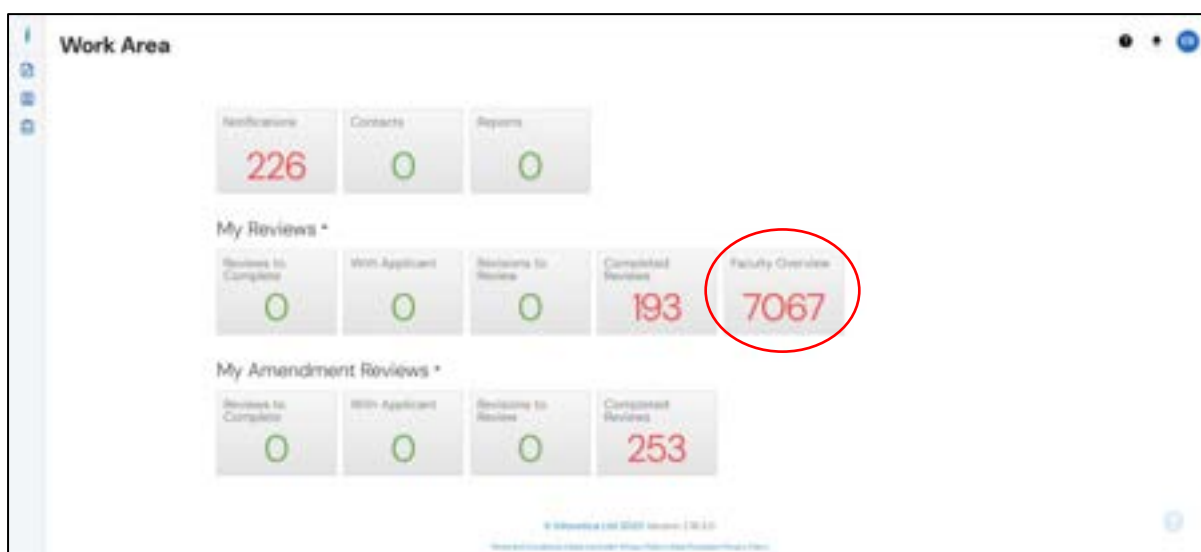 Work Area
Notifications Contacts Reports
226 0 0
My Reviews
Reviews to Complete With Applicant Revisions to Review Completed Reviews Faculty Overview
0 0 0 193 7067
My Amendment Reviews
Reviews to Complete With Applicant Revisions to Review Completed Reviews
0 0 0 253